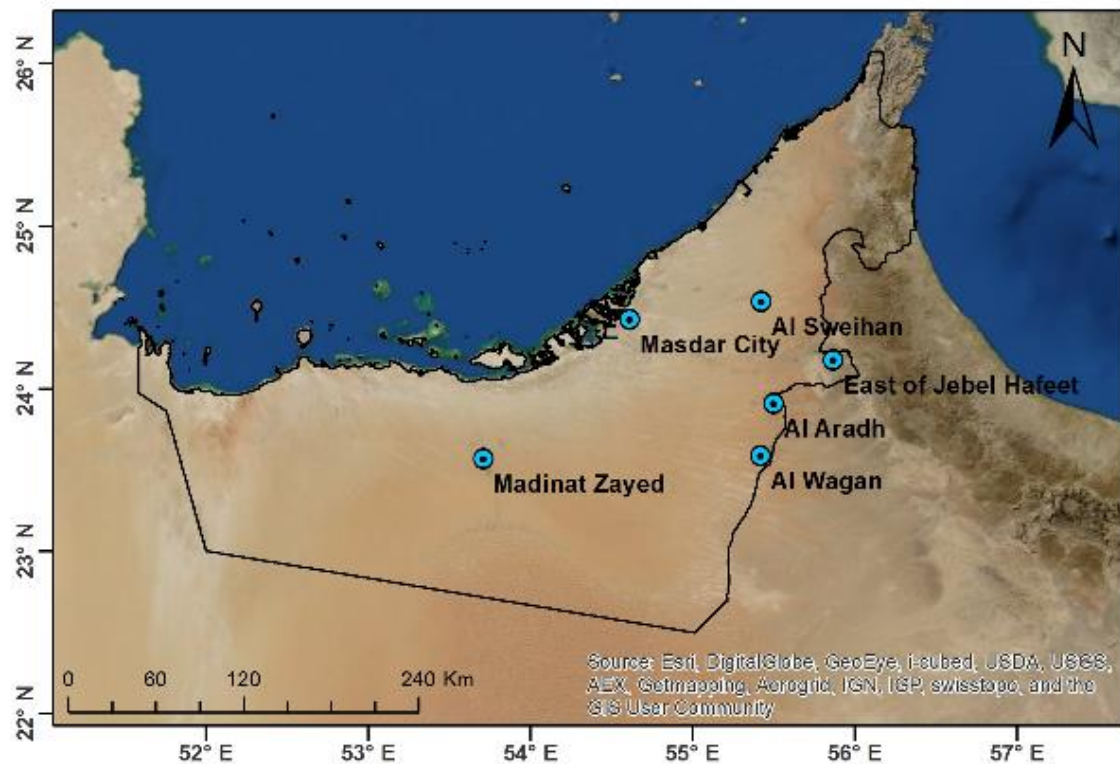 26° N
25° N
24° N
23° N
22° N
N
Al Sweihan
Masdar City
East of Jebel Hafeet
Al Aradh
Al Wagan
Madinat Zayed
0 60 120 240 Km
Source: Esri, DigitalGlobe, GeoEye, i-cubed, USDA, USGS,
AEX, Getmapping, Aerogrid, IGN, IGP, swisstopo, and the
GIS User Community
52° E 53° E 54° E 55° E 56° E 57° E